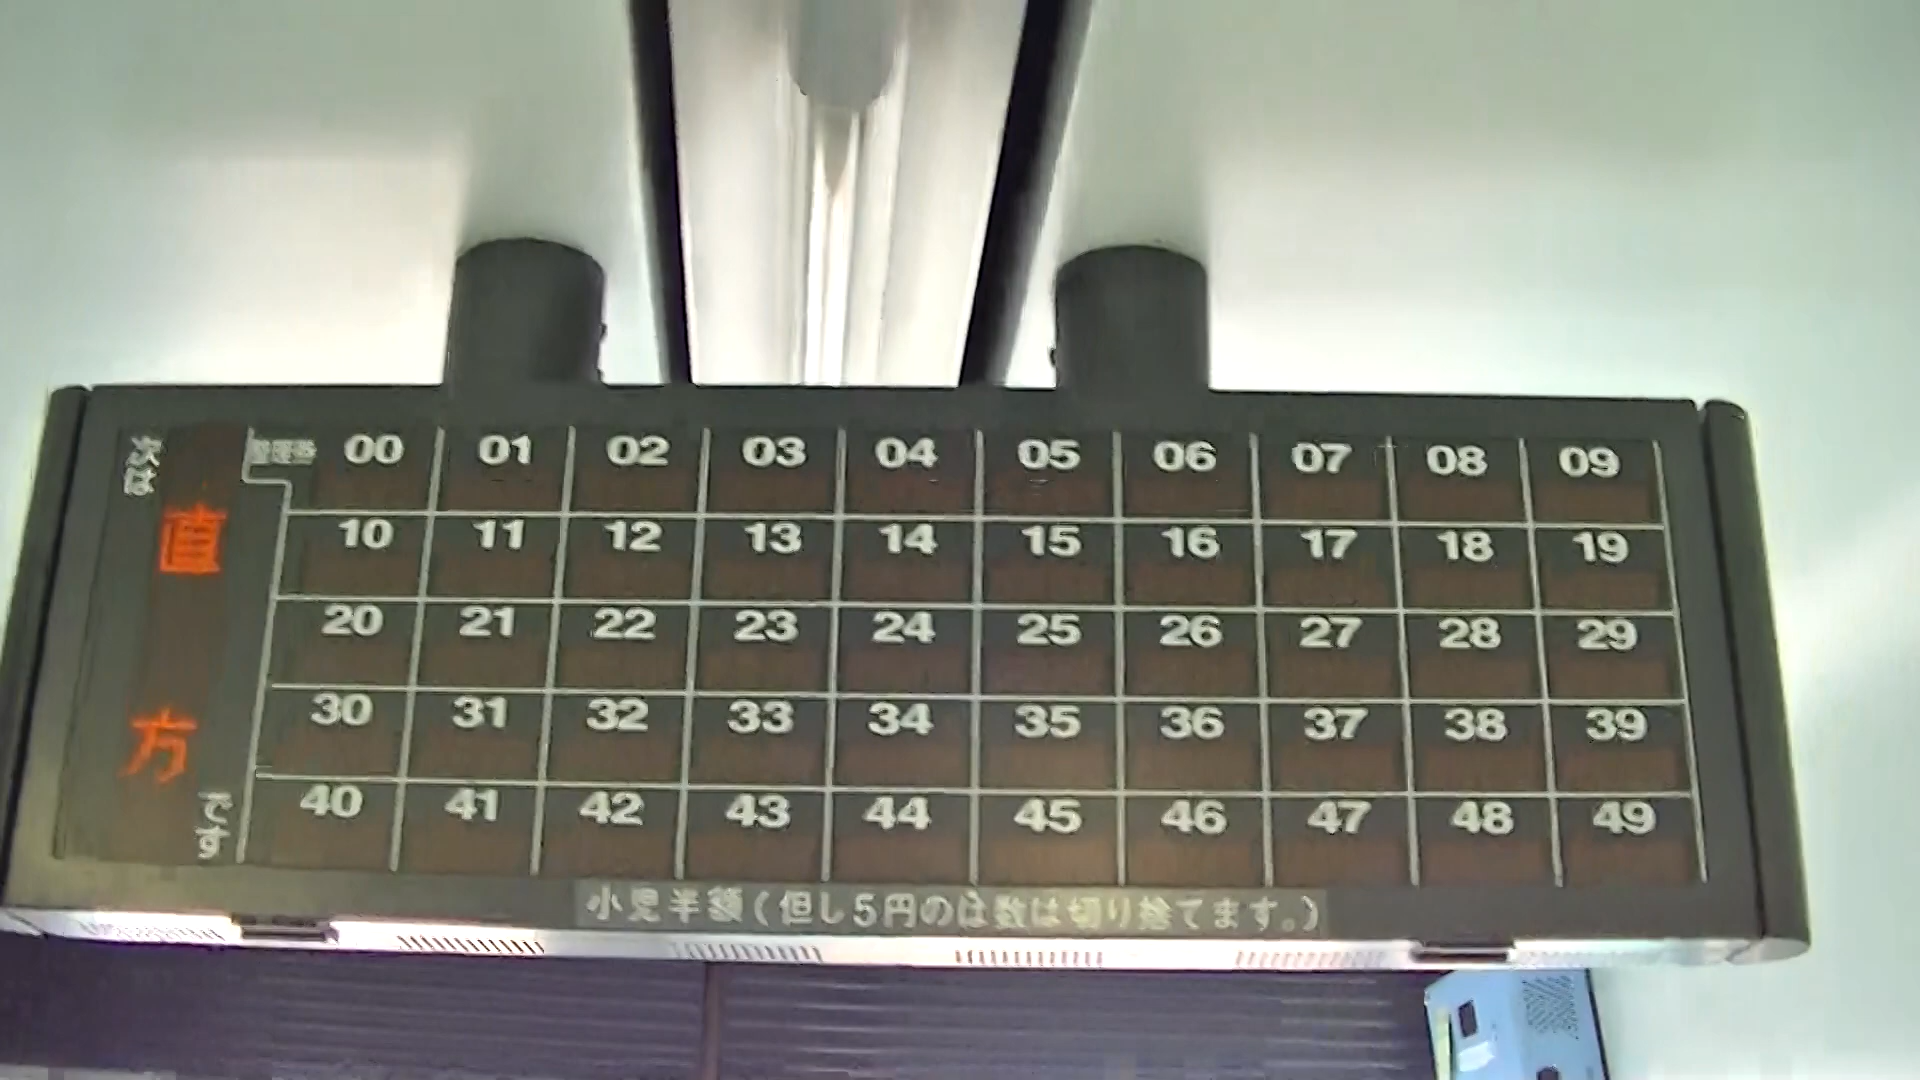 次は
直方
です
整理券 00 01 02 03 04 05 06 07 08 09
10 11 12 13 14 15 16 17 18 19
20 21 22 23 24 25 26 27 28 29
30 31 32 33 34 35 36 37 38 39
40 41 42 43 44 45 46 47 48 49
小児半額(但し5円のは数は切り捨てます。)